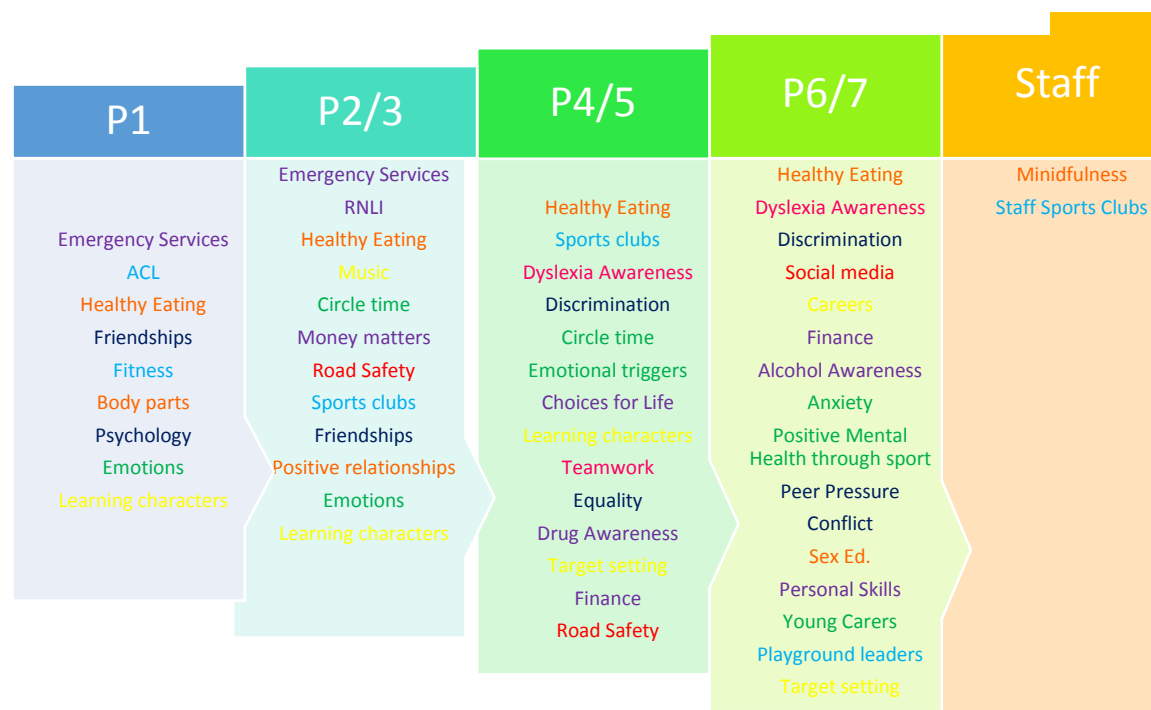 P1
Emergency Services
ACL
Healthy Eating
Friendships
Fitness
Body parts
Psychology
Emotions
Learning characters
P2/3
Emergency Services
RNLI
Healthy Eating
Music
Circle time
Money matters
Road Safety
Sports clubs
Friendships
Positive relationships
Emotions
Learning characters
P4/5
Healthy Eating
Sports clubs
Dyslexia Awareness
Discrimination
Circle time
Emotional triggers
Choices for Life
Learning characters
Teamwork
Equality
Drug Awareness
Target setting
Finance
Road Safety
P6/7
Healthy Eating
Dyslexia Awareness
Discrimination
Social media
Careers
Finance
Alcohol Awareness
Anxiety
Positive Mental
Health through sport
Peer Pressure
Conflict
Sex Ed.
Personal Skills
Young Carers
Playground leaders
Target setting
Staff
Minidfulness
Staff Sports Clubs